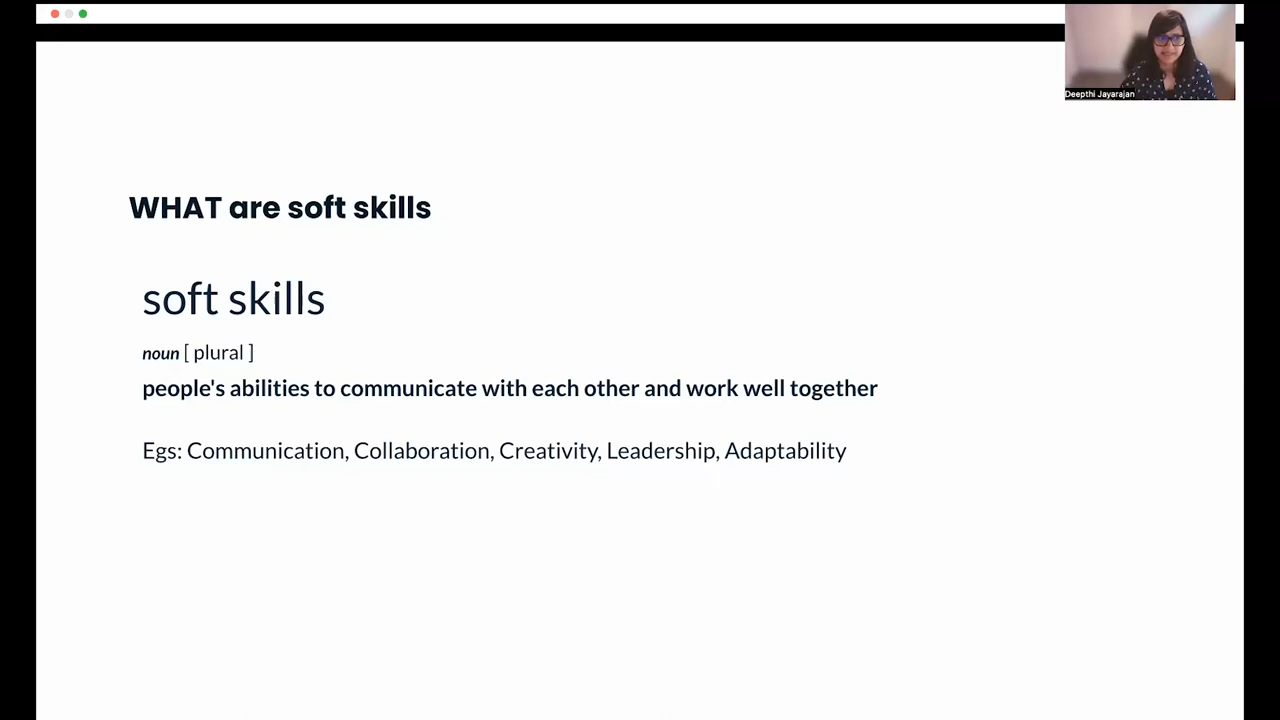 Deepthi Jayarajan
WHAT are soft skills
soft skills
noun [ plural ]
people's abilities to communicate with each other and work well together
Egs: Communication, Collaboration, Creativity, Leadership, Adaptability